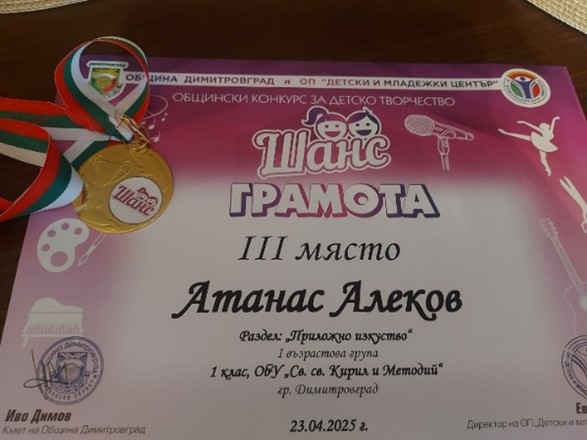 ОБЩИНА ДИМИТРОВГРАД и ОП "ДЕТСКИ И МЛАДЕЖКИ ЦЕНТЪР"
ОБЩИНСКИ КОНКУРС ЗА ДЕТСКО ТВОРЧЕСТВО
Шанс
ГРАМОТА
Шанс
III място
Атанас Алеков
Раздел: „Приложно изкуство“
I възрастова група
1 клас, ОБУ „Св. св. Кирил и Методий“
гр. Димитровград
Иво Димов
Кмет на Община Димитровград
23.04.2025 г.
Ев
Директор на ОП „Детски и м